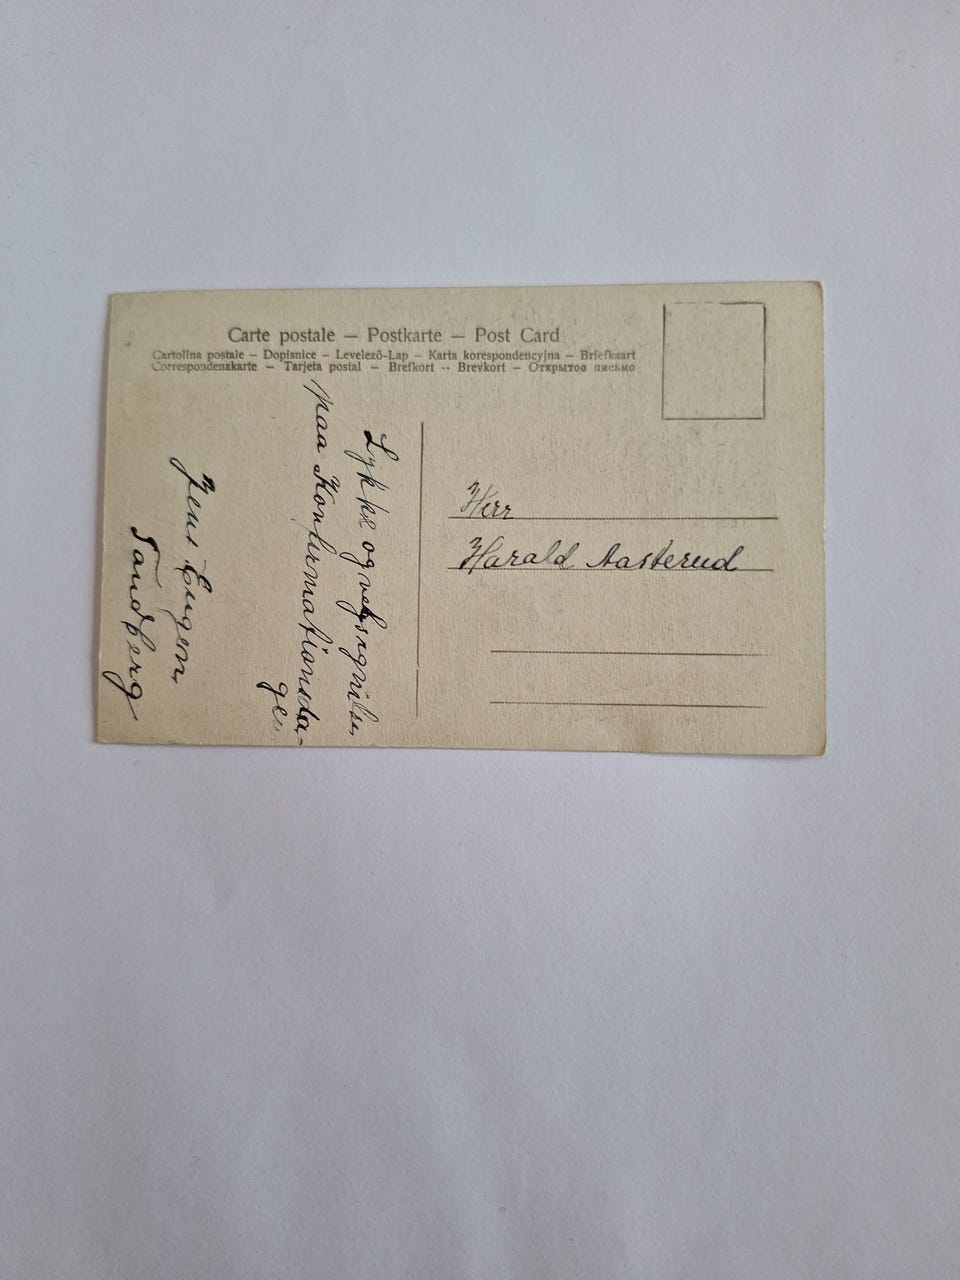 Carte postale — Postkarte — Post Card
Cartolina postale — Dopisnice — Levelező-Lap — Karta korespondencyjna — Briefkaart
Correspondenzkarte — Tarjeta postal — Brefkort -- Brevkort — Открытое письмо
Lykke og velsignelse,
paa Konfirmationsda-
gen
Jens Eugen,
Sandberg
Herr
Harald Aasterud